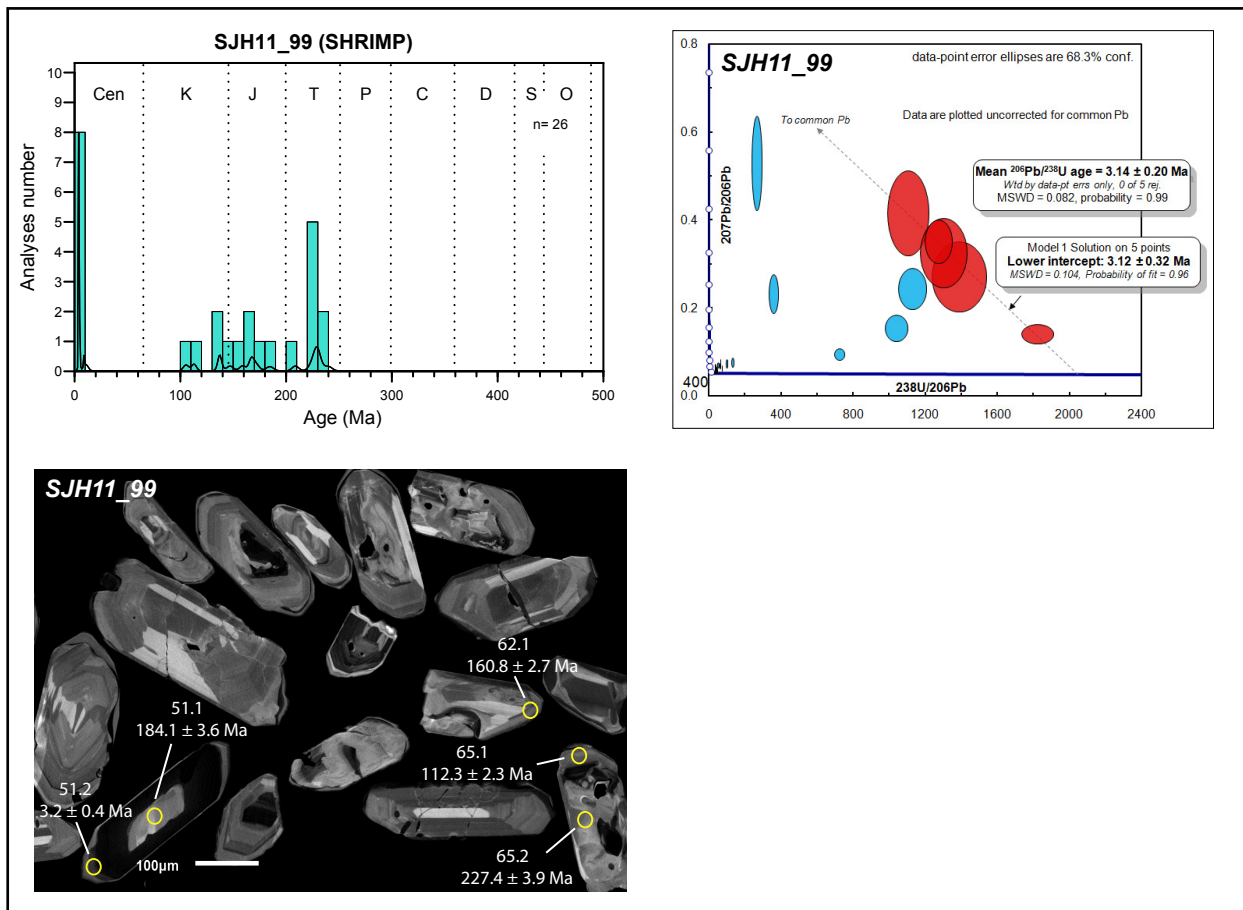 SJH11_99 (SHRIMP)
10
9
8
7
6
5
4
3
2
1
0
Analyses number
Cen K J T P C D S O
n= 26
0 100 200 300 400 500
Age (Ma)
SJH11_99
data-point error ellipses are 68.3% conf.
Data are plotted uncorrected for common Pb
To common Pb
Mean ²⁰⁶Pb/²³⁸U age = 3.14 ± 0.20 Ma
Wtd by data-pt errs only, 0 of 5 rej.
MSWD = 0.082, probability = 0.99
Model 1 Solution on 5 points
Lower intercept: 3.12 ± 0.32 Ma
MSWD = 0.104, Probability of fit = 0.96
0.8
0.6
0.4
0.2
0.0
207Pb/206Pb
400
238U/206Pb
0 400 800 1200 1600 2000 2400
SJH11_99
62.1
160.8 ± 2.7 Ma
51.1
184.1 ± 3.6 Ma
65.1
112.3 ± 2.3 Ma
51.2
3.2 ± 0.4 Ma
65.2
227.4 ± 3.9 Ma
100µm